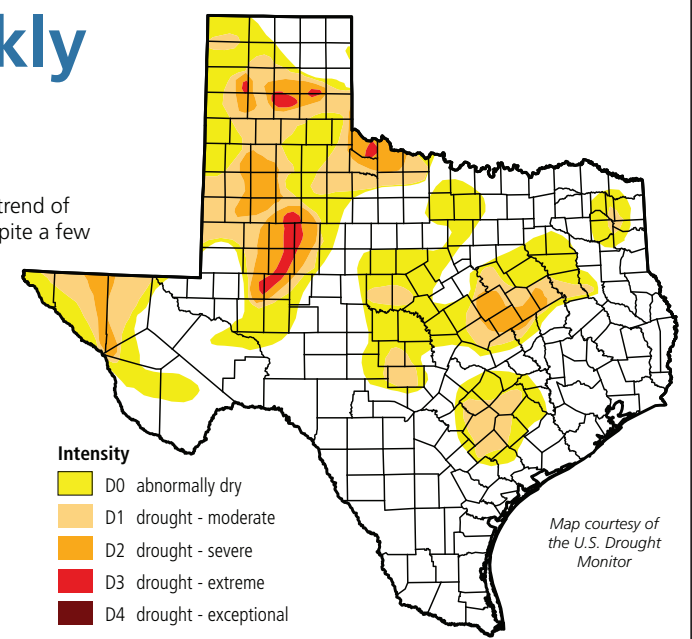 kly
trend of
pite a few
Intensity
D0 abnormally dry
D1 drought - moderate
D2 drought - severe
D3 drought - extreme
D4 drought - exceptional
Map courtesy of
the U.S. Drought
Monitor